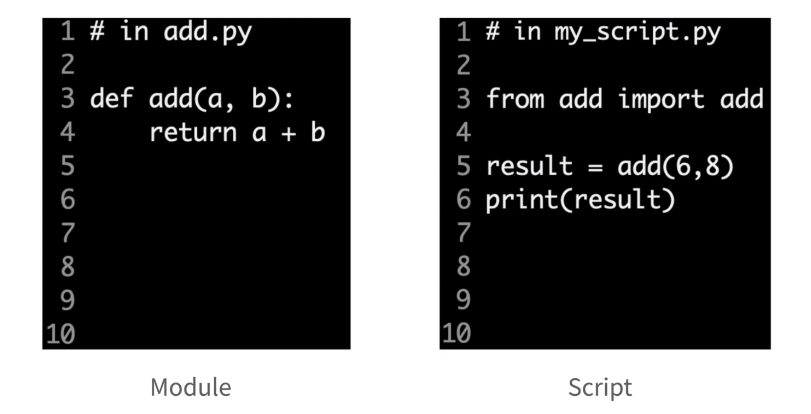 1 # in add.py
2
3 def add(a, b):
4     return a + b
5
6
7
8
9
10
Module
1 # in my_script.py
2
3 from add import add
4
5 result = add(6,8)
6 print(result)
7
8
9
10
Script